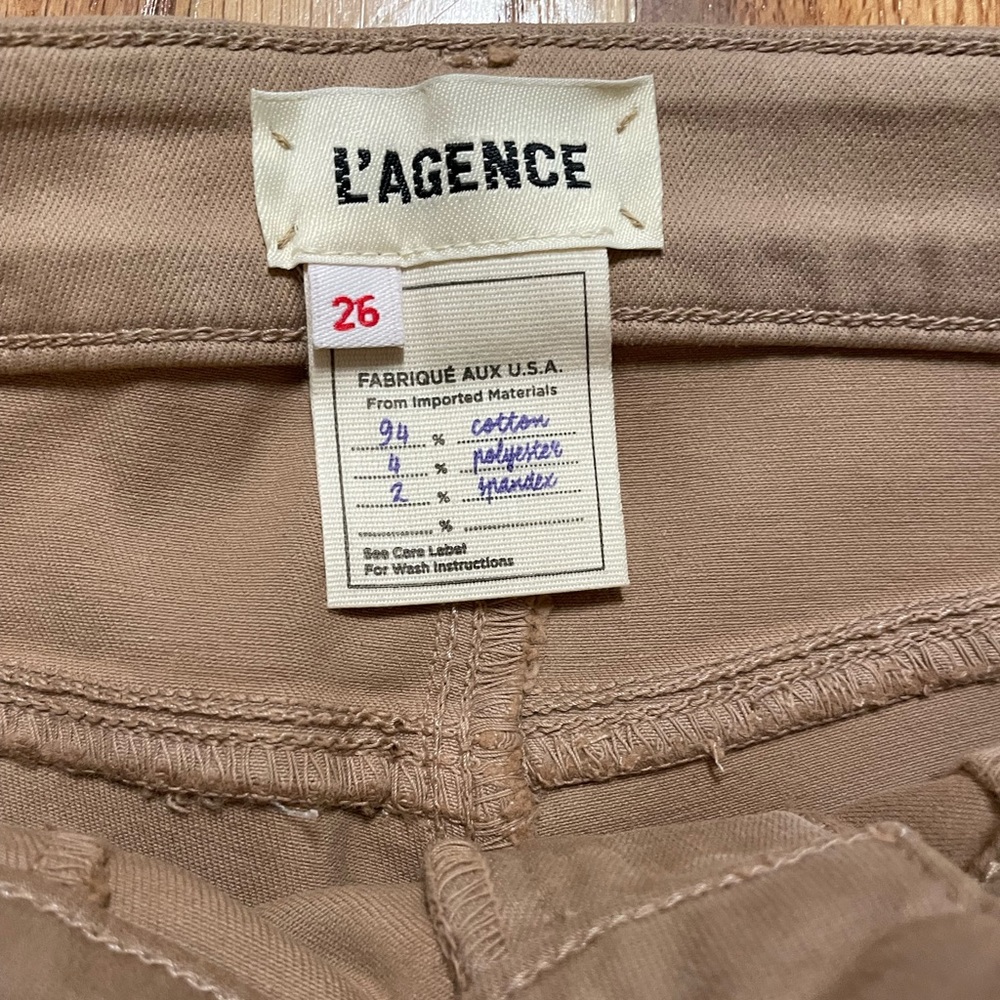 L'AGENCE
26
FABRIQUÉ AUX U.S.A.
From Imported Materials
94 % cotton
4 % polyester
2 % spandex
%
See Care Label
For Wash Instructions